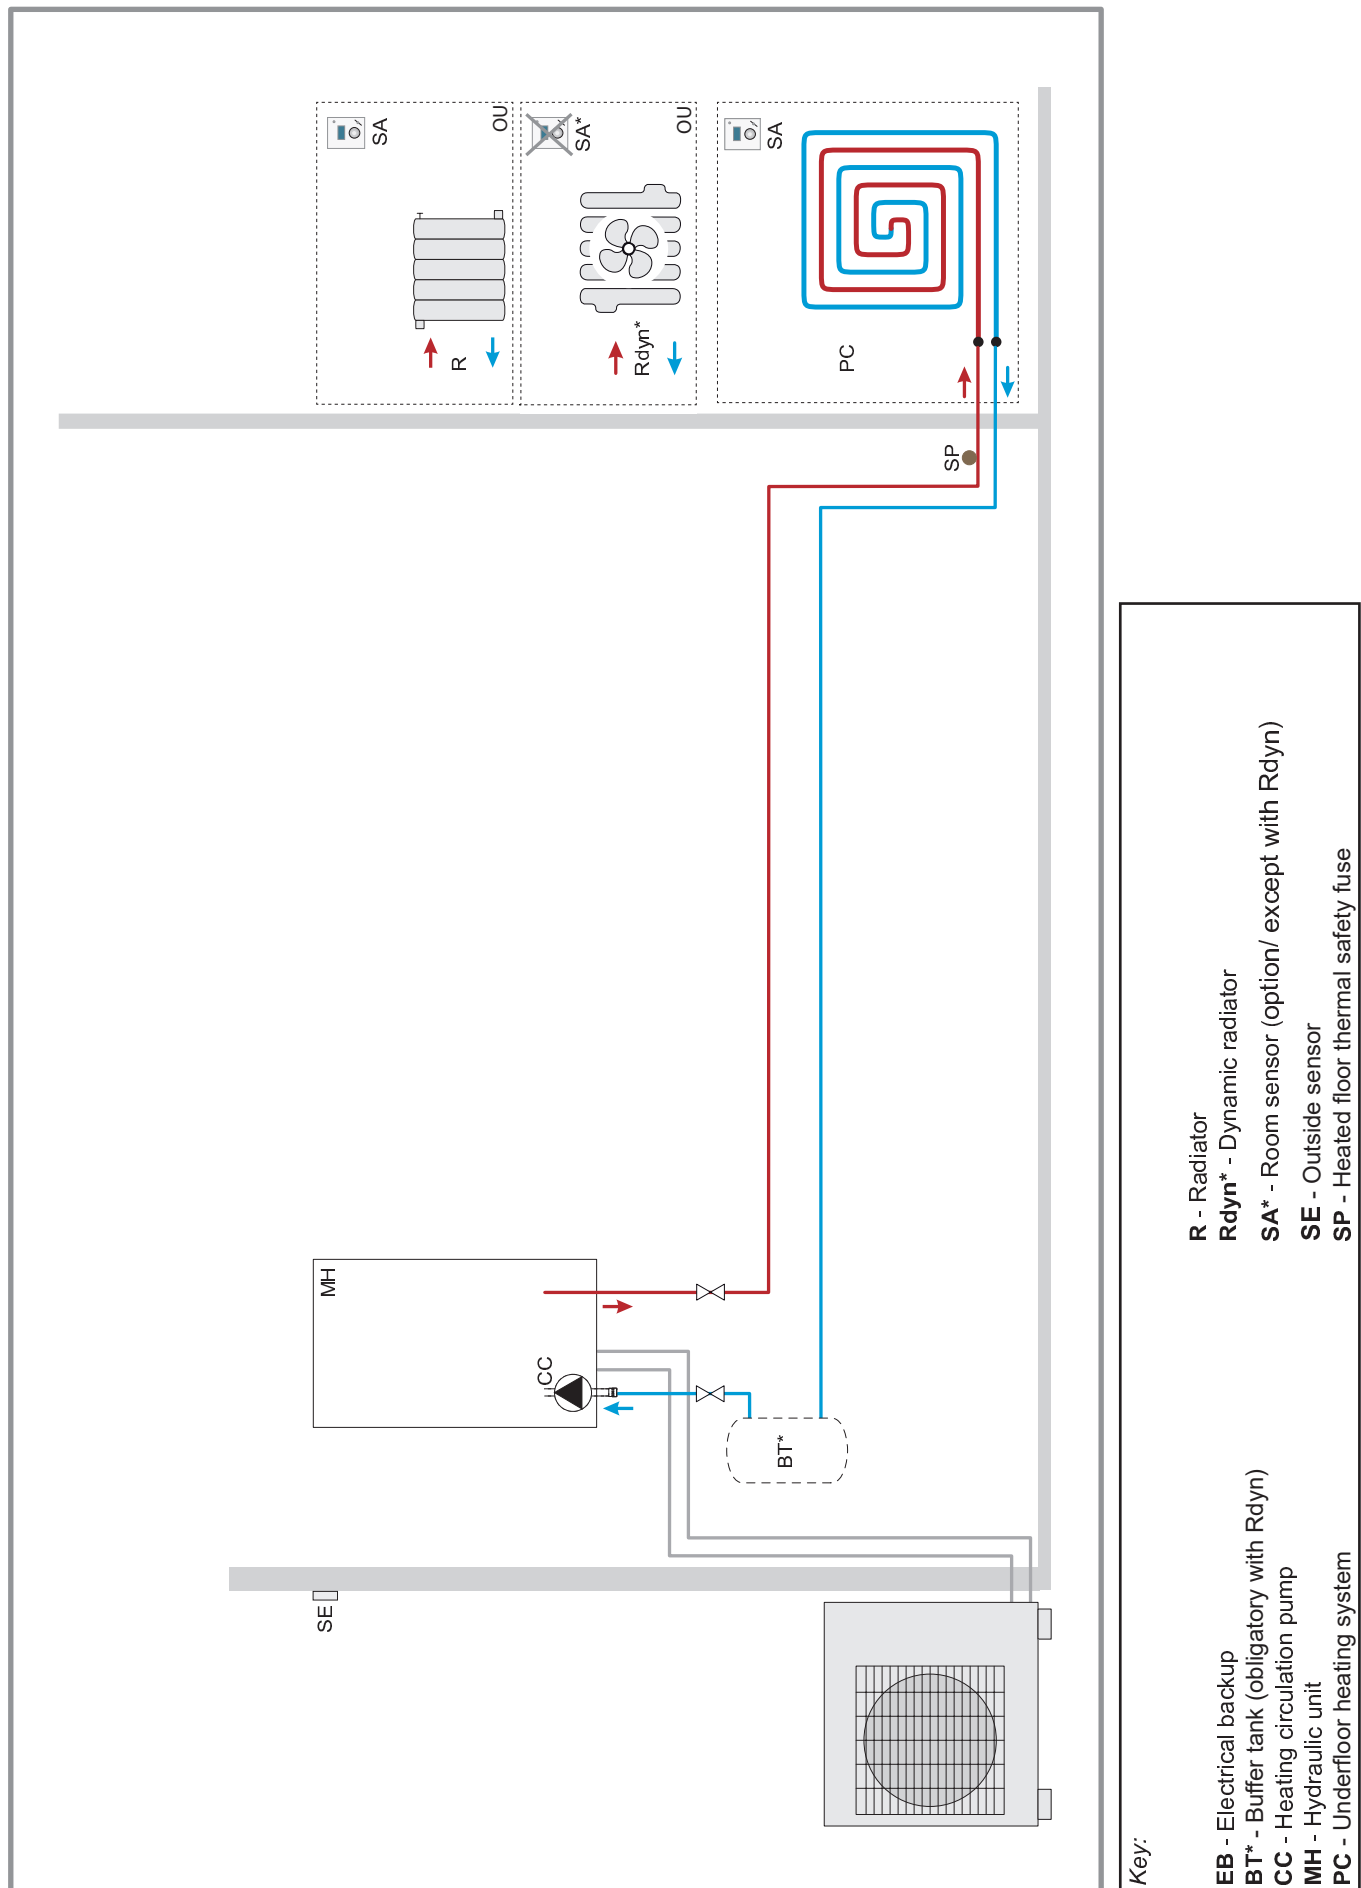 SE
MH
CC
BT*
SP
R
SA
OU
Rdyn*
SA*
OU
PC
SA
Key:
EB - Electrical backup
BT* - Buffer tank (obligatory with Rdyn)
CC - Heating circulation pump
MH - Hydraulic unit
PC - Underfloor heating system
R - Radiator
Rdyn* - Dynamic radiator
SA* - Room sensor (option/ except with Rdyn)
SE - Outside sensor
SP - Heated floor thermal safety fuse